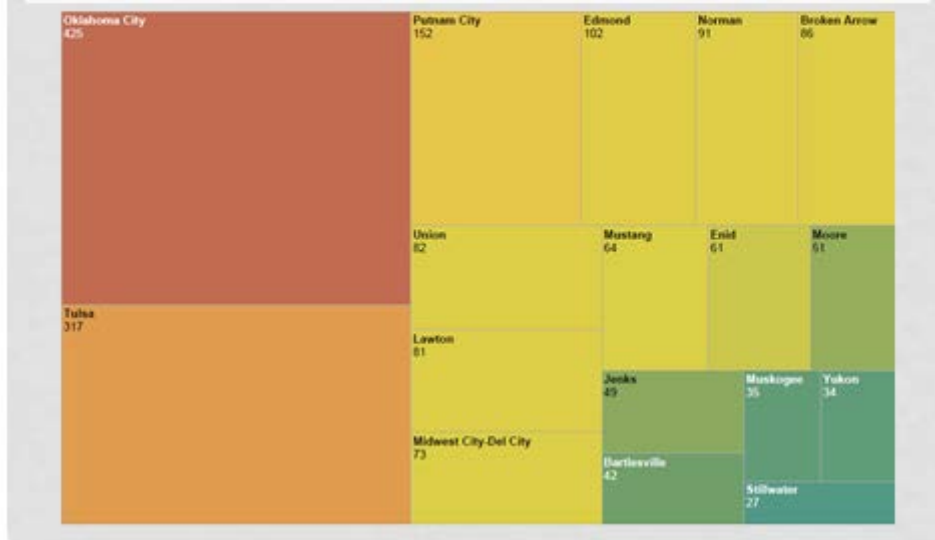 Oklahoma City
425
Putnam City
152
Edmond
102
Norman
91
Broken Arrow
86
Union
82
Mustang
64
Enid
61
Moore
51
Tulsa
317
Lawton
81
Jenks
49
Muskogee
35
Yukon
34
Midwest City-Del City
73
Bartlesville
42
Stillwater
27